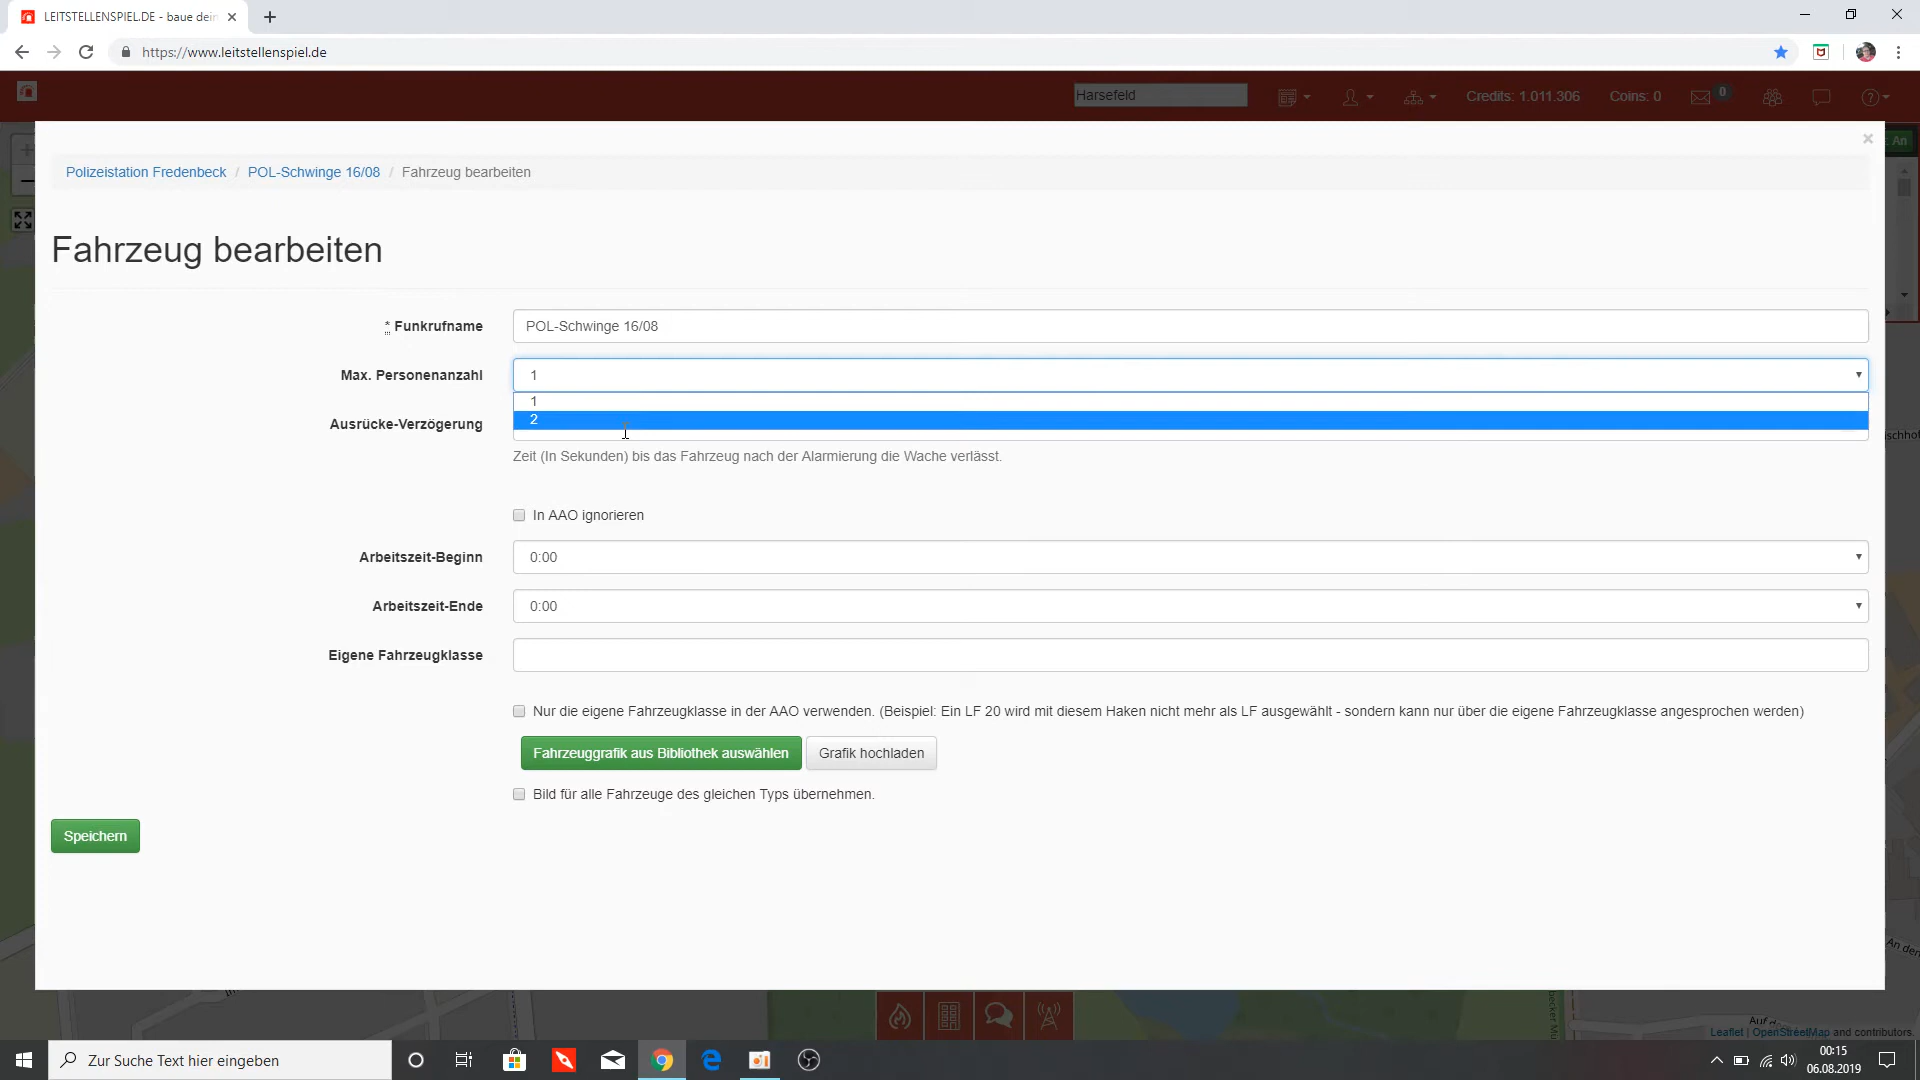 LEITSTELLENSPIEL.DE - baue dein
https://www.leitstellenspiel.de
Harsefeld
Credits: 1.011.306
Coins: 0
0
An
Polizeistation Fredenbeck / POL-Schwinge 16/08 / Fahrzeug bearbeiten
Fahrzeug bearbeiten
* Funkrufname
POL-Schwinge 16/08
Max. Personenanzahl
1
1
2
Ausrücke-Verzögerung
Zeit (In Sekunden) bis das Fahrzeug nach der Alarmierung die Wache verlässt.
In AAO ignorieren
Arbeitszeit-Beginn
0:00
Arbeitszeit-Ende
0:00
Eigene Fahrzeugklasse
Nur die eigene Fahrzeugklasse in der AAO verwenden. (Beispiel: Ein LF 20 wird mit diesem Haken nicht mehr als LF ausgewählt - sondern kann nur über die eigene Fahrzeugklasse angesprochen werden)
Fahrzeuggrafik aus Bibliothek auswählen
Grafik hochladen
Bild für alle Fahrzeuge des gleichen Typs übernehmen.
Speichern
An den
Leaflet | OpenStreetMap and contributors
Zur Suche Text hier eingeben
00:15
06.08.2019